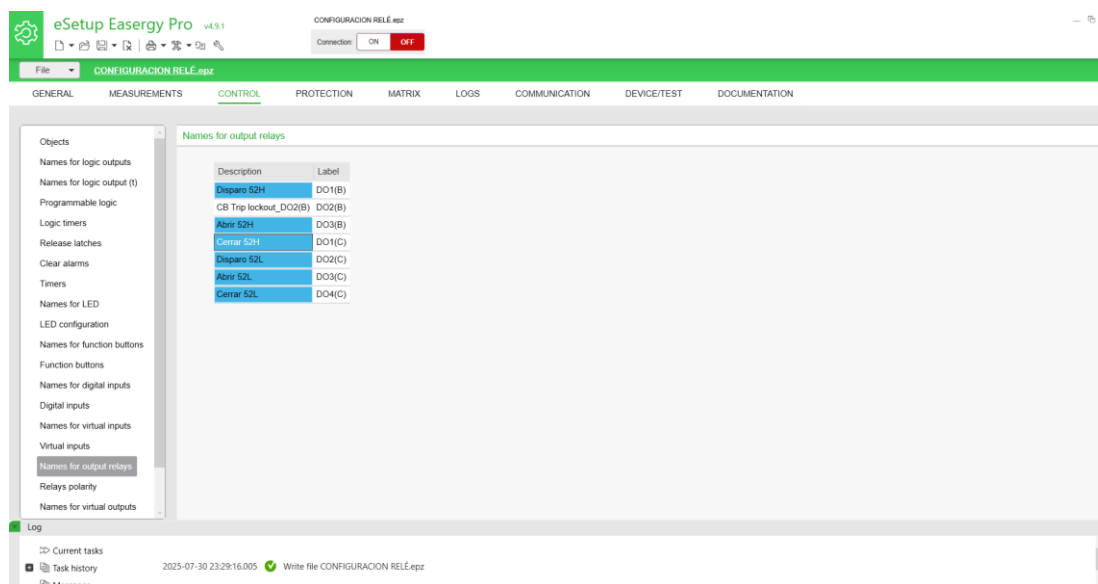 eSetup Easergy Pro v4.9.1
CONFIGURACION RELÉ.epz
Connection: ON OFF
File CONFIGURACION RELÉ.epz
GENERAL MEASUREMENTS CONTROL PROTECTION MATRIX LOGS COMMUNICATION DEVICE/TEST DOCUMENTATION
Names for output relays
Objects
Names for logic outputs
Names for logic output (t)
Programmable logic
Logic timers
Release latches
Clear alarms
Timers
Names for LED
LED configuration
Names for function buttons
Function buttons
Names for digital inputs
Digital inputs
Names for virtual inputs
Virtual inputs
Names for output relays
Relays polarity
Names for virtual outputs
Description Label
Disparo 52H DO1(B)
CB Trip lockout_DO2(B) DO2(B)
Abrir 52H DO3(B)
Cerrar 52H DO1(C)
Disparo 52L DO2(C)
Abrir 52L DO3(C)
Cerrar 52L DO4(C)
Log
Current tasks
Task history
2025-07-30 23:29:16.005 Write file CONFIGURACION RELÉ.epz